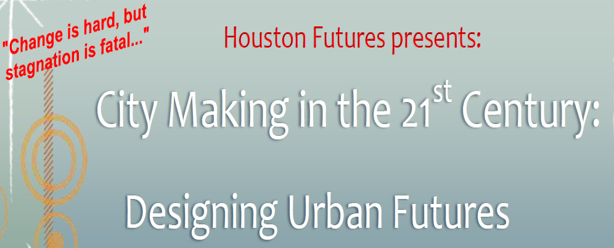 "Change is hard, but
stagnation is fatal..."
Houston Futures presents:
City Making in the 21st Century:
Designing Urban Futures